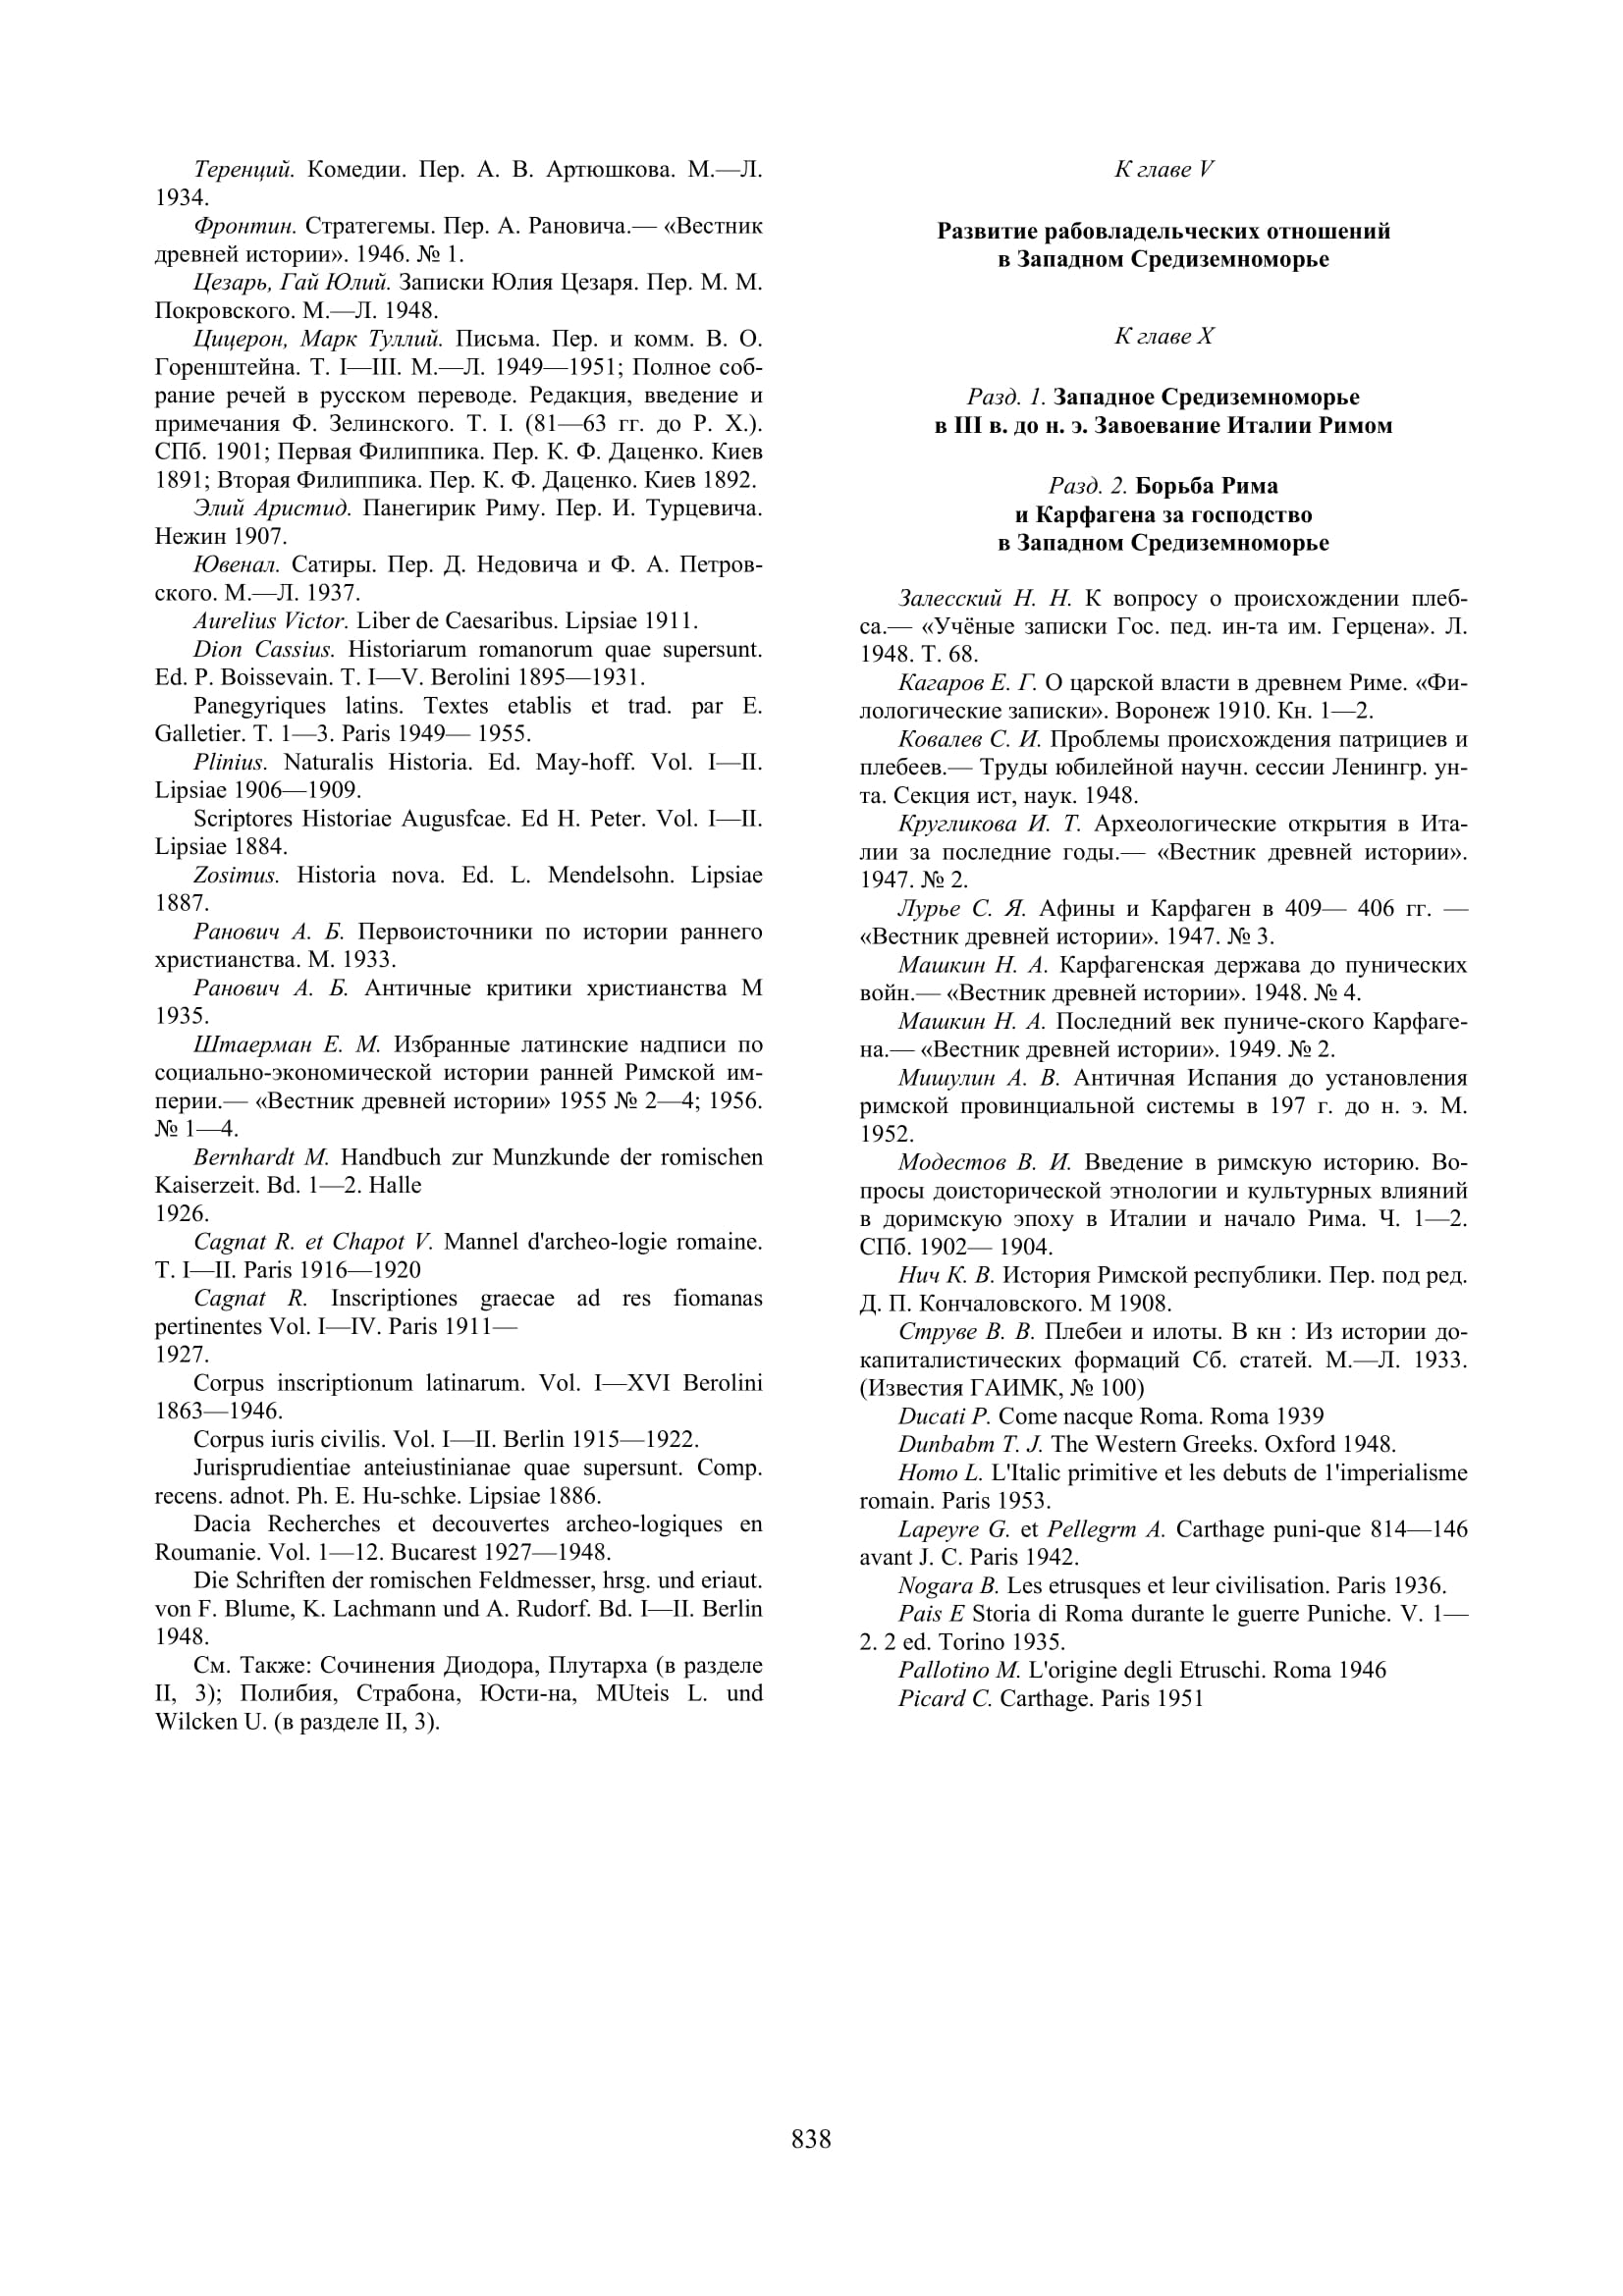 Теренций. Комедии. Пер. А. В. Артюшкова. М.—Л.
1934.
Фронтин. Стратегемы. Пер. А. Рановича.— «Вестник
древней истории». 1946. № 1.
Цезарь, Гай Юлий. Записки Юлия Цезаря. Пер. М. М.
Покровского. М.—Л. 1948.
Цицерон, Марк Туллий. Письма. Пер. и комм. В. О.
Горенштейна. Т. I—III. М.—Л. 1949—1951; Полное соб-
рание речей в русском переводе. Редакция, введение и
примечания Ф. Зелинского. Т. I. (81—63 гг. до Р. Х.).
СПб. 1901; Первая Филиппика. Пер. К. Ф. Даценко. Киев
1891; Вторая Филиппика. Пер. К. Ф. Даценко. Киев 1892.
Элий Аристид. Панегирик Риму. Пер. И. Турцевича.
Нежин 1907.
Ювенал. Сатиры. Пер. Д. Недовича и Ф. А. Петров-
ского. М.—Л. 1937.
Aurelius Victor. Liber de Caesaribus. Lipsiae 1911.
Dion Cassius. Historiarum romanorum quae supersunt.
Ed. P. Boissevain. T. I—V. Berolini 1895—1931.
Panegyriques latins. Textes etablis et trad. par E.
Galletier. T. 1—3. Paris 1949— 1955.
Plinius. Naturalis Historia. Ed. May-hoff. Vol. I—II.
Lipsiae 1906—1909.
Scriptores Historiae Augusfcae. Ed H. Peter. Vol. I—II.
Lipsiae 1884.
Zosimus. Historia nova. Ed. L. Mendelsohn. Lipsiae
1887.
Ранович А. Б. Первоисточники по истории раннего
христианства. М. 1933.
Ранович А. Б. Античные критики христианства М
1935.
Штаерман Е. М. Избранные латинские надписи по
социально-экономической истории ранней Римской им-
перии.— «Вестник древней истории» 1955 № 2—4; 1956.
№ 1—4.
Bernhardt M. Handbuch zur Munzkunde der romischen
Kaiserzeit. Bd. 1—2. Halle
1926.
Cagnat R. et Chapot V. Mannel d'archeo-logie romaine.
T. I—II. Paris 1916—1920
Cagnat R. Inscriptiones graecae ad res fiomanas
pertinentes Vol. I—IV. Paris 1911—
1927.
Corpus inscriptionum latinarum. Vol. I—XVI Berolini
1863—1946.
Corpus iuris civilis. Vol. I—II. Berlin 1915—1922.
Jurisprudientiae anteiustinianae quae supersunt. Comp.
recens. adnot. Ph. E. Hu-schke. Lipsiae 1886.
Dacia Recherches et decouvertes archeo-logiques en
Roumanie. Vol. 1—12. Bucarest 1927—1948.
Die Schriften der romischen Feldmesser, hrsg. und eriaut.
von F. Blume, K. Lachmann und A. Rudorf. Bd. I—II. Berlin
1948.
См. Также: Сочинения Диодора, Плутарха (в разделе
II, 3); Полибия, Страбона, Юсти-на, MUteis L. und
Wilcken U. (в разделе II, 3).
К главе V
Развитие рабовладельческих отношений
в Западном Средиземноморье
К главе X
Разд. 1. Западное Средиземноморье
в III в. до н. э. Завоевание Италии Римом
Разд. 2. Борьба Рима
и Карфагена за господство
в Западном Средиземноморье
Залесский Н. Н. К вопросу о происхождении плеб-
са.— «Учёные записки Гос. пед. ин-та им. Герцена». Л.
1948. Т. 68.
Кагаров Е. Г. О царской власти в древнем Риме. «Фи-
лологические записки». Воронеж 1910. Кн. 1—2.
Ковалев С. И. Проблемы происхождения патрициев и
плебеев.— Труды юбилейной научн. сессии Ленингр. ун-
та. Секция ист, наук. 1948.
Кругликова И. Т. Археологические открытия в Ита-
лии за последние годы.— «Вестник древней истории».
1947. № 2.
Лурье С. Я. Афины и Карфаген в 409— 406 гг. —
«Вестник древней истории». 1947. № 3.
Машкин Н. А. Карфагенская держава до пунических
войн.— «Вестник древней истории». 1948. № 4.
Машкин Н. А. Последний век пуниче-ского Карфаге-
на.— «Вестник древней истории». 1949. № 2.
Мишулин А. В. Античная Испания до установления
римской провинциальной системы в 197 г. до н. э. М.
1952.
Модестов В. И. Введение в римскую историю. Во-
просы доисторической этнологии и культурных влияний
в доримскую эпоху в Италии и начало Рима. Ч. 1—2.
СПб. 1902— 1904.
Нич К. В. История Римской республики. Пер. под ред.
Д. П. Кончаловского. М 1908.
Струве В. В. Плебеи и илоты. В кн : Из истории до-
капиталистических формаций Сб. статей. М.—Л. 1933.
(Известия ГАИМК, № 100)
Ducati P. Come nacque Roma. Roma 1939
Dunbabm T. J. The Western Greeks. Oxford 1948.
Homo L. L'Italic primitive et les debuts de 1'imperialisme
romain. Paris 1953.
Lapeyre G. et Pellegrm A. Carthage puni-que 814—146
avant J. C. Paris 1942.
Nogara B. Les etrusques et leur civilisation. Paris 1936.
Pais E Storia di Roma durante le guerre Puniche. V. 1—
2. 2 ed. Torino 1935.
Pallotino M. L'origine degli Etruschi. Roma 1946
Picard C. Carthage. Paris 1951
838